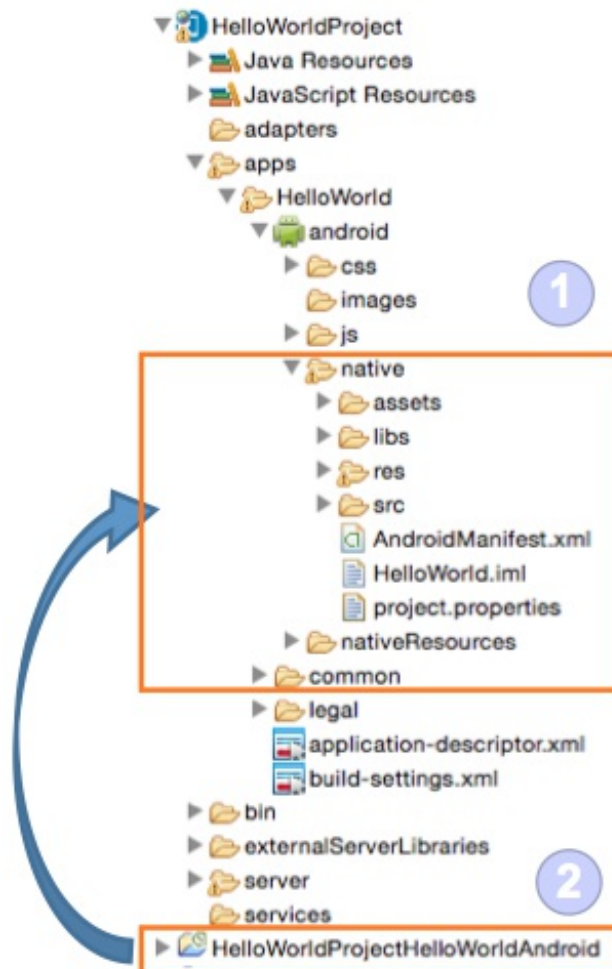 HelloWorldProject
Java Resources
JavaScript Resources
adapters
apps
HelloWorld
android
css
images
1
js
native
assets
libs
res
src
AndroidManifest.xml
HelloWorld.iml
project.properties
nativeResources
common
legal
application-descriptor.xml
build-settings.xml
bin
externalServerLibraries
server
2
services
HelloWorldProjectHelloWorldAndroid